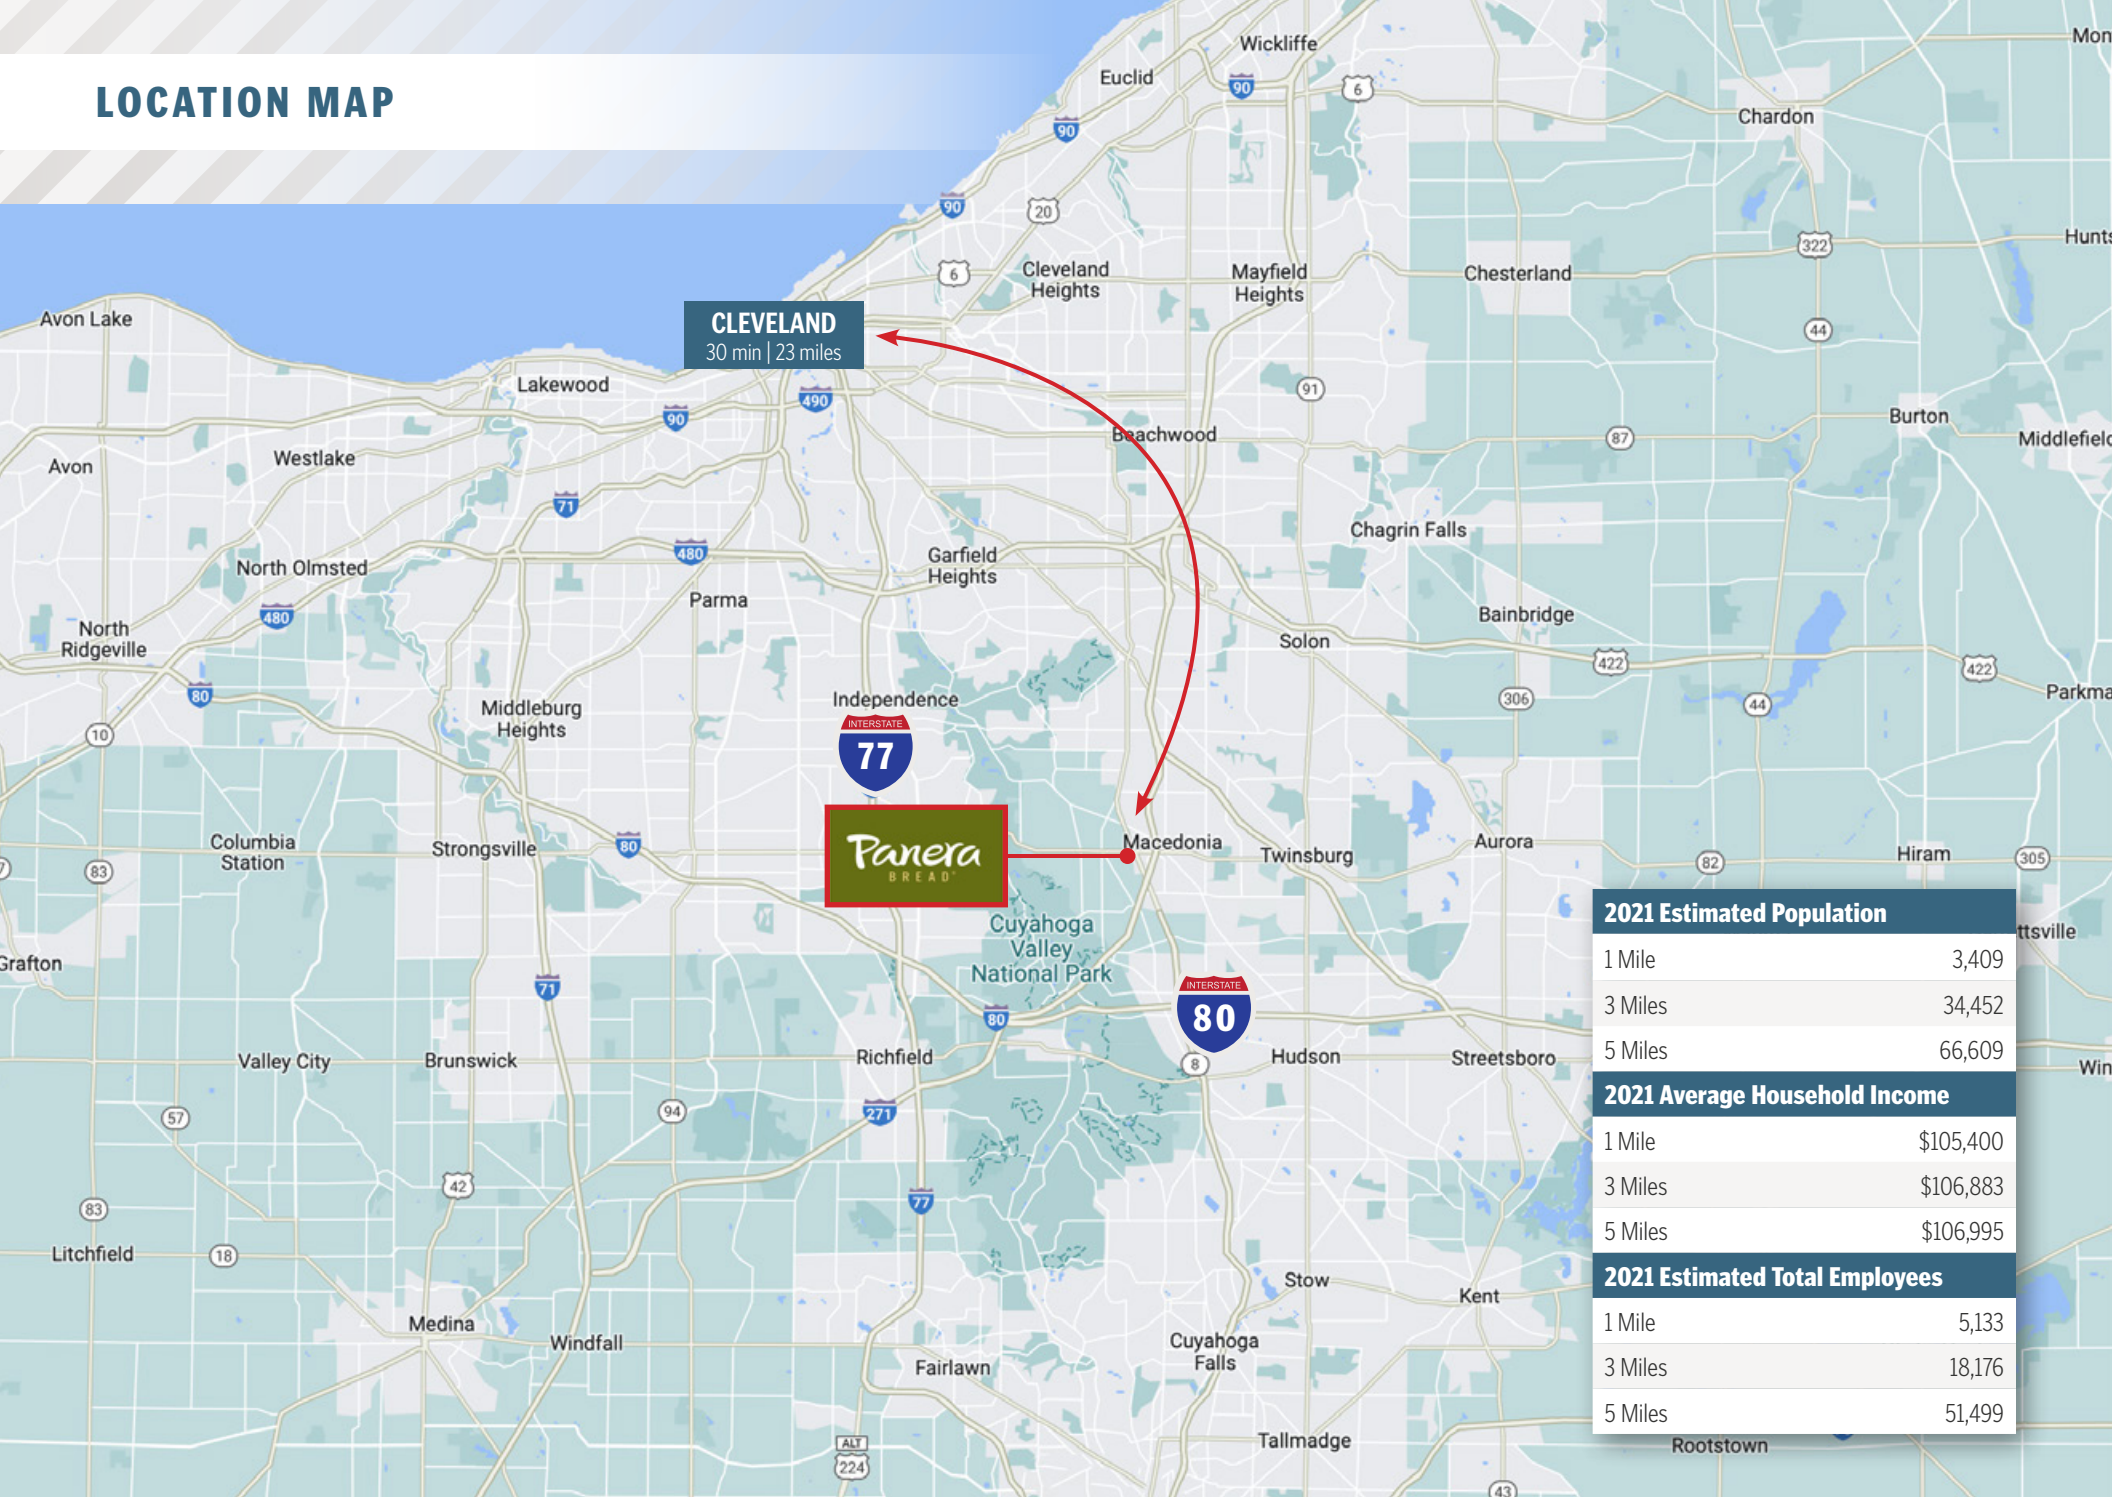 LOCATION MAP
Wickliffe
Mon
Euclid
90
6
Chardon
90
90
20
322
Hunts
6
Cleveland
Heights
Mayfield
Heights
Chesterland
Avon Lake
CLEVELAND
30 min | 23 miles
44
Lakewood
490
91
90
Burton
Beachwood
87
Middlefield
Westlake
Avon
71
Chagrin Falls
480
Garfield
Heights
North Olmsted
Parma
480
Bainbridge
North
Ridgeville
Solon
422
422
80
Independence
306
44
Parkma
Middleburg
Heights
INTERSTATE
77
10
Panera
BREAD
Macedonia
Twinsburg
Aurora
Hiram
305
82
Columbia
Station
Strongsville
80
83
Cuyahoga
Valley
National Park
ttsville
Grafton
71
INTERSTATE
80
80
Valley City
Brunswick
Richfield
8
Hudson
Streetsboro
Win
57
94
271
42
77
83
Litchfield
18
Stow
Kent
Medina
Windfall
Cuyahoga
Falls
Fairlawn
ALT
224
Tallmadge
Rootstown
43
2021 Estimated Population
1 Mile 3,409
3 Miles 34,452
5 Miles 66,609
2021 Average Household Income
1 Mile $105,400
3 Miles $106,883
5 Miles $106,995
2021 Estimated Total Employees
1 Mile 5,133
3 Miles 18,176
5 Miles 51,499